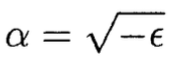 α = √−ϵ